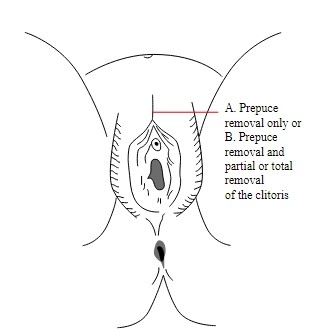 A. Prepuce
removal only or
B. Prepuce
removal and
partial or total
removal
of the clitoris